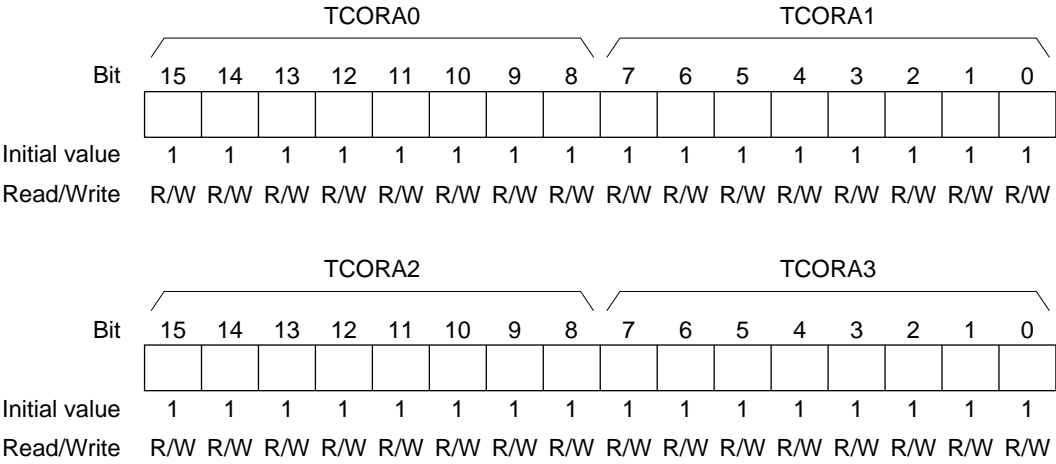 TCORA0 TCORA1
Bit 15 14 13 12 11 10 9 8 7 6 5 4 3 2 1 0
Initial value 1 1 1 1 1 1 1 1 1 1 1 1 1 1 1 1
Read/Write R/W R/W R/W R/W R/W R/W R/W R/W R/W R/W R/W R/W R/W R/W R/W R/W
TCORA2 TCORA3
Bit 15 14 13 12 11 10 9 8 7 6 5 4 3 2 1 0
Initial value 1 1 1 1 1 1 1 1 1 1 1 1 1 1 1 1
Read/Write R/W R/W R/W R/W R/W R/W R/W R/W R/W R/W R/W R/W R/W R/W R/W R/W